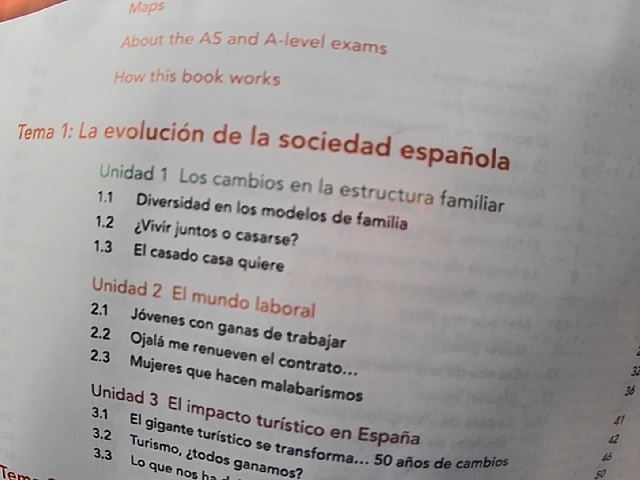 Maps
About the AS and A-level exams
How this book works
Tema 1: La evolución de la sociedad española
Unidad 1 Los cambios en la estructura familiar
1.1 Diversidad en los modelos de familia
1.2 ¿Vivir juntos o casarse?
1.3 El casado casa quiere
Unidad 2 El mundo laboral
2.1 Jóvenes con ganas de trabajar
2.2 Ojalá me renueven el contrato...
2.3 Mujeres que hacen malabarismos
32
36
Unidad 3 El impacto turístico en España
41
3.1 El gigante turístico se transforma... 50 años de cambios
42
3.2 Turismo, ¿todos ganamos?
46
3.3 Lo que nos
50
Tema